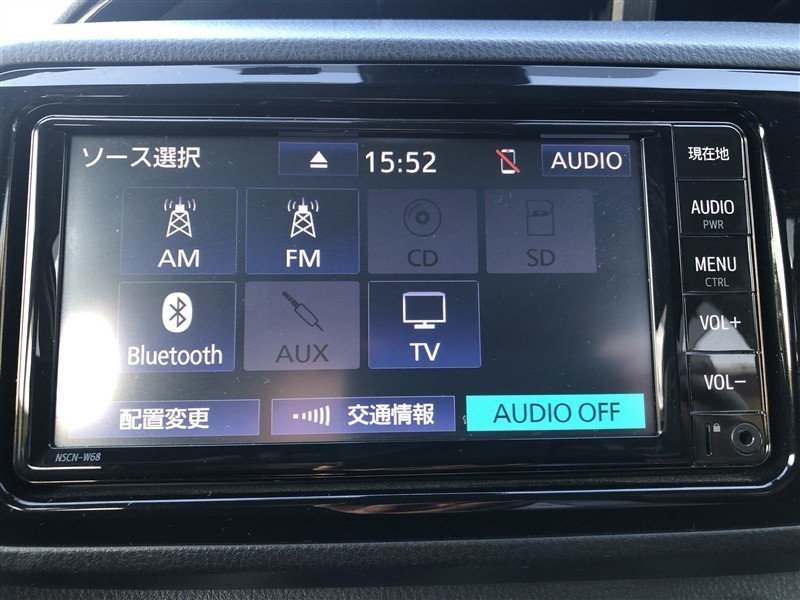 ソース選択 15:52 AUDIO
AM FM CD SD
Bluetooth AUX TV
配置変更 交通情報 AUDIO OFF
NSCN-W68
現在地
AUDIO
PWR
MENU
CTRL
VOL+
VOL-